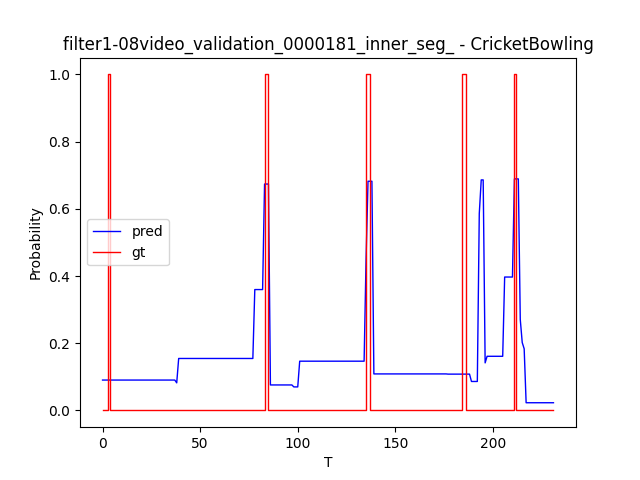 filter1-08video_validation_0000181_inner_seg_ - CricketBowling
1.0
0.8
0.6
0.4
0.2
0.0
Probability
pred
gt
0
50
100
150
200
T